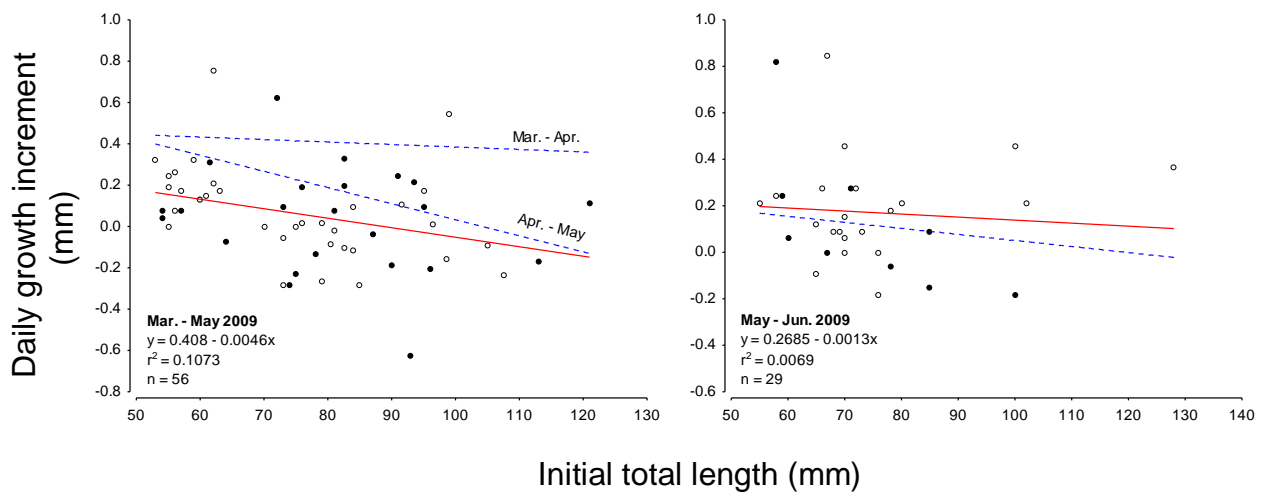 Daily growth increment
(mm)
1.0
0.8
0.6
0.4
0.2
0.0
-0.2
-0.4
-0.6
-0.8
50
60
70
80
90
100
110
120
130
Mar. - Apr.
Apr. - May
Mar. - May 2009
y = 0.408 - 0.0046x
r² = 0.1073
n = 56
1.0
0.8
0.6
0.4
0.2
0.0
-0.2
-0.4
-0.6
50
60
70
80
90
100
110
120
130
140
May - Jun. 2009
y = 0.2685 - 0.0013x
r² = 0.0069
n = 29
Initial total length (mm)